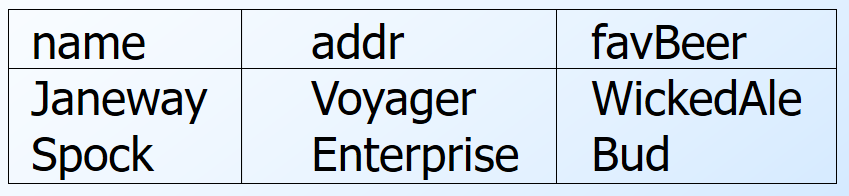 name addr favBeer
Janeway Voyager WickedAle
Spock Enterprise Bud